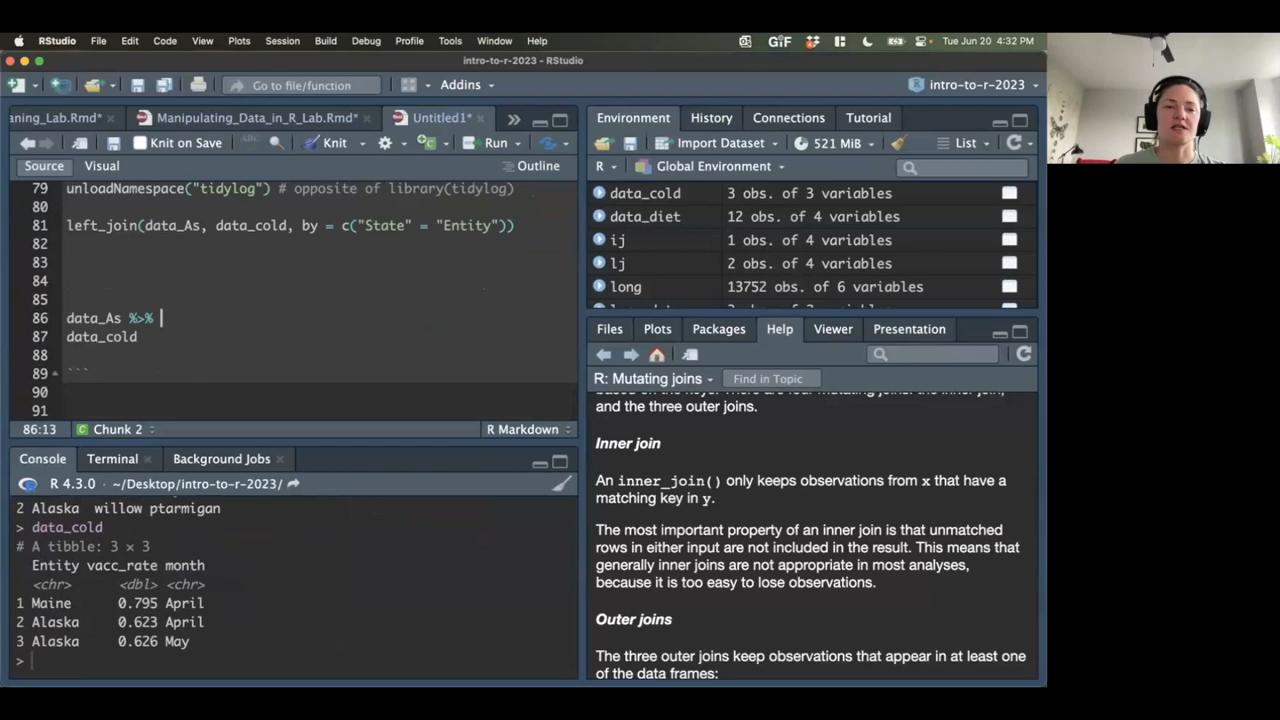 RStudio File Edit Code View Plots Session Build Debug Profile Tools Window Help GIF Tue Jun 20 4:32 PM
intro-to-r-2023 - RStudio
Go to file/function Addins intro-to-r-2023
aning_Lab.Rmd* Manipulating_Data_in_R_Lab.Rmd* Untitled1*
Knit on Save Knit Run
Source Visual Outline
79 unloadNamespace("tidylog") # opposite of library(tidylog)
80
81 left_join(data_As, data_cold, by = c("State" = "Entity"))
82
83
84
85
86 data_As %>%
87 data_cold
88
89 ```
90
91
86:13 Chunk 2 R Markdown
Console Terminal Background Jobs
R 4.3.0 · ~/Desktop/intro-to-r-2023/
2 Alaska willow ptarmigan
> data_cold
# A tibble: 3 × 3
Entity vacc_rate month
<chr> <dbl> <chr>
1 Maine 0.795 April
2 Alaska 0.623 April
3 Alaska 0.626 May
>
Environment History Connections Tutorial
Import Dataset 521 MiB List
R Global Environment
data_cold 3 obs. of 3 variables
data_diet 12 obs. of 4 variables
ij 1 obs. of 4 variables
lj 2 obs. of 4 variables
long 13752 obs. of 6 variables
Files Plots Packages Help Viewer Presentation
R: Mutating joins Find in Topic
and the three outer joins.
Inner join
An inner_join() only keeps observations from x that have a
matching key in y.
The most important property of an inner join is that unmatched
rows in either input are not included in the result. This means that
generally inner joins are not appropriate in most analyses,
because it is too easy to lose observations.
Outer joins
The three outer joins keep observations that appear in at least one
of the data frames: